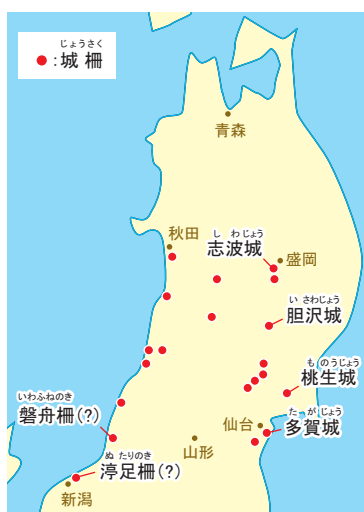 じょうさく
：城柵
青森
秋田
しわじょう
志波城
盛岡
いさわじょう
胆沢城
ものうじょう
桃生城
いわふねのき
磐舟柵(?)
たがじょう
仙台
多賀城
山形
ぬたりのき
渟足柵(?)
新潟